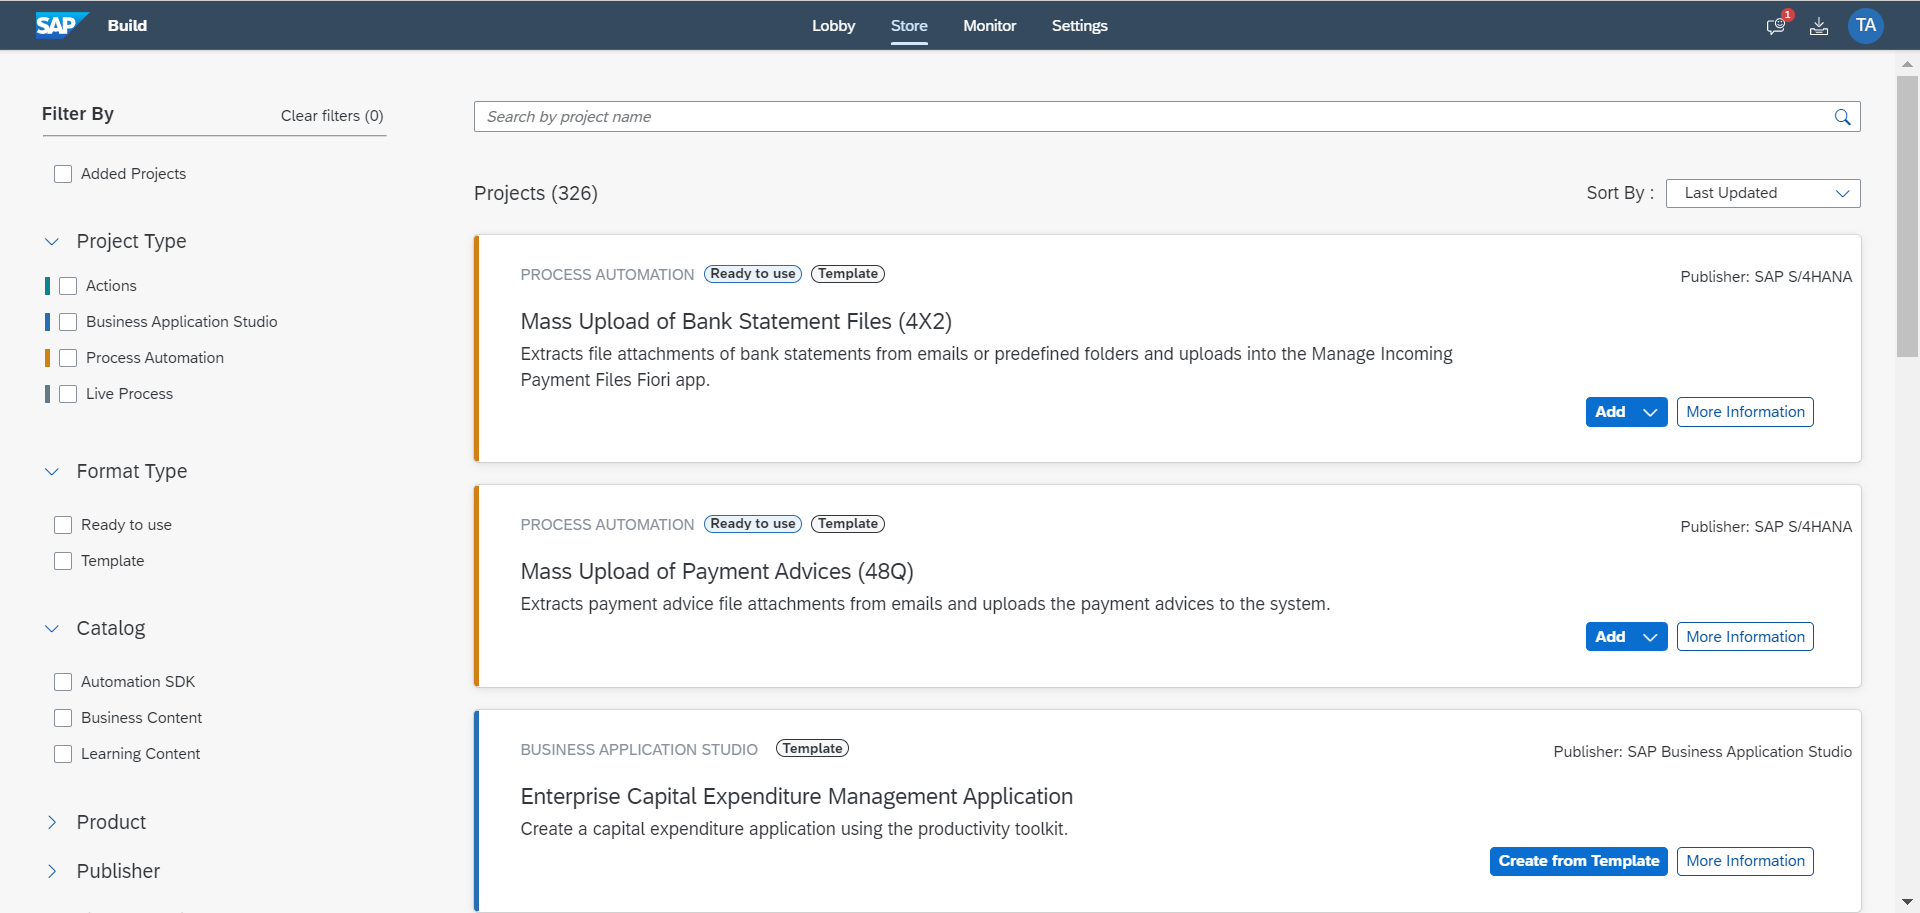 SAP Build
Lobby Store Monitor Settings
1
TA
Filter By
Clear filters (0)
Added Projects
Project Type
Actions
Business Application Studio
Process Automation
Live Process
Format Type
Ready to use
Template
Catalog
Automation SDK
Business Content
Learning Content
Product
Publisher
Search by project name
Projects (326)
Sort By : Last Updated
PROCESS AUTOMATION Ready to use Template
Publisher: SAP S/4HANA
Mass Upload of Bank Statement Files (4X2)
Extracts file attachments of bank statements from emails or predefined folders and uploads into the Manage Incoming
Payment Files Fiori app.
Add More Information
PROCESS AUTOMATION Ready to use Template
Publisher: SAP S/4HANA
Mass Upload of Payment Advices (48Q)
Extracts payment advice file attachments from emails and uploads the payment advices to the system.
Add More Information
BUSINESS APPLICATION STUDIO Template
Publisher: SAP Business Application Studio
Enterprise Capital Expenditure Management Application
Create a capital expenditure application using the productivity toolkit.
Create from Template More Information